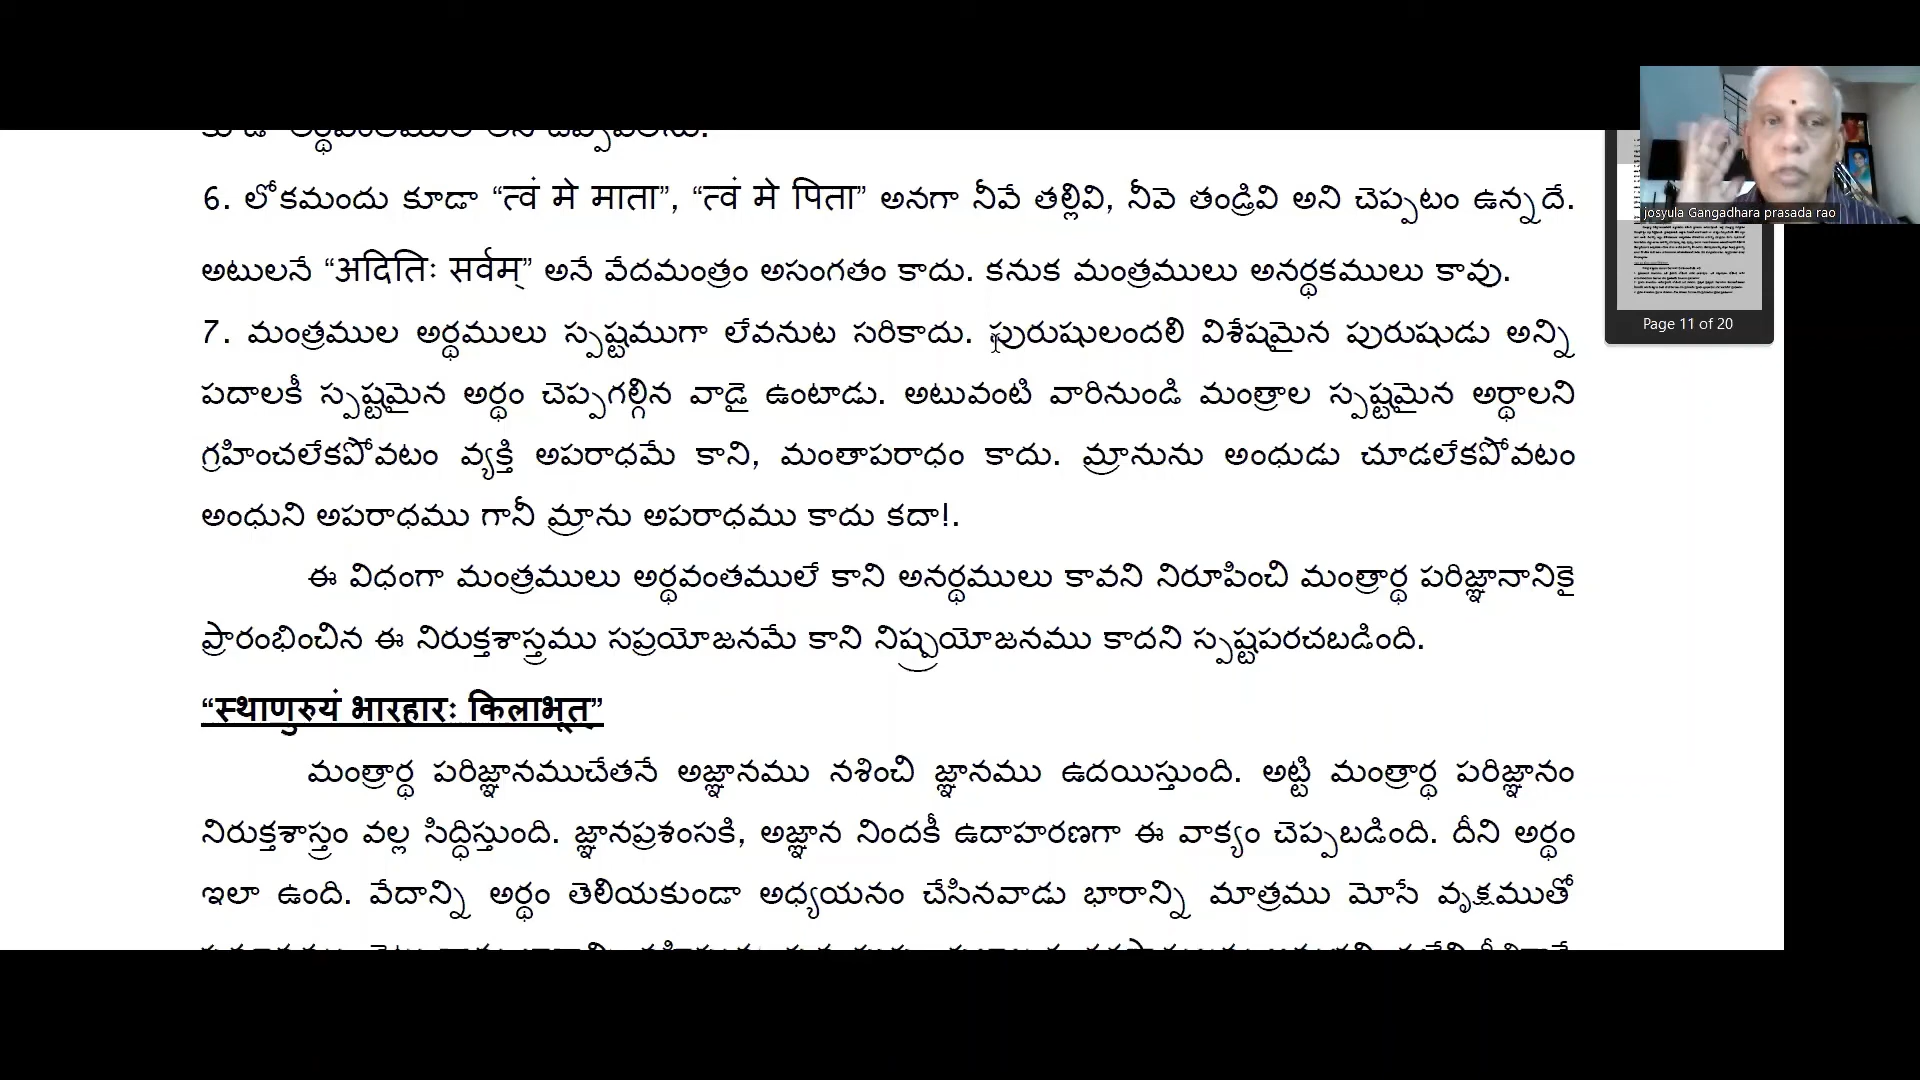 6. లోకమందు కూడా “त्वं मे माता”, “त्वं मे पिता” అనగా నీవే తల్లివి, నీవె తండ్రివి అని చెప్పటం ఉన్నదే.
josyula Gangadhara prasada rao
అటులనే “अदितिः सर्वम्” అనే వేదమంత్రం అసంగతం కాదు. కనుక మంత్రములు అనర్థకములు కావు.
7. మంత్రముల అర్థములు స్పష్టముగా లేవనుట సరికాదు. పురుషులందలి విశేషమైన పురుషుడు అన్ని
Page 11 of 20
పదాలకీ స్పష్టమైన అర్థం చెప్పగల్గిన వాడై ఉంటాడు. అటువంటి వారినుండి మంత్రాల స్పష్టమైన అర్థాలని
గ్రహించలేకపోవటం వ్యక్తి అపరాధమే కాని, మంతాపరాధం కాదు. మ్రానును అంధుడు చూడలేకపోవటం
అంధుని అపరాధము గానీ మ్రాను అపరాధము కాదు కదా!.
ఈ విధంగా మంత్రములు అర్థవంతములే కాని అనర్థములు కావని నిరూపించి మంత్రార్థ పరిజ్ఞానానికై
ప్రారంభించిన ఈ నిరుక్తశాస్త్రము సప్రయోజనమే కాని నిష్ప్రయోజనము కాదని స్పష్టపరచబడింది.
“स्थाणुरुयं भारहारः किलाभूत्”
మంత్రార్థ పరిజ్ఞానముచేతనే అజ్ఞానము నశించి జ్ఞానము ఉదయిస్తుంది. అట్టి మంత్రార్థ పరిజ్ఞానం
నిరుక్తశాస్త్రం వల్ల సిద్ధిస్తుంది. జ్ఞానప్రశంసకి, అజ్ఞాన నిందకీ ఉదాహరణగా ఈ వాక్యం చెప్పబడింది. దీని అర్థం
ఇలా ఉంది. వేదాన్ని అర్థం తెలియకుండా అధ్యయనం చేసినవాడు భారాన్ని మాత్రము మోసే వృక్షముతో